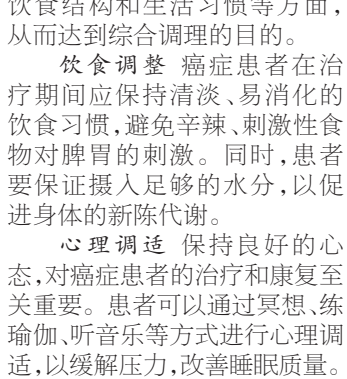 饮食结构和生活习惯等方面，
从而达到综合调理的目的。
饮食调整 癌症患者在治
疗期间应保持清淡、易消化的
饮食习惯，避免辛辣、刺激性食
物对脾胃的刺激。同时，患者
要保证摄入足够的水分，以促
进身体的新陈代谢。
心理调适 保持良好的心
态，对癌症患者的治疗和康复至
关重要。患者可以通过冥想、练
瑜伽、听音乐等方式进行心理调
适，以缓解压力，改善睡眠质量。